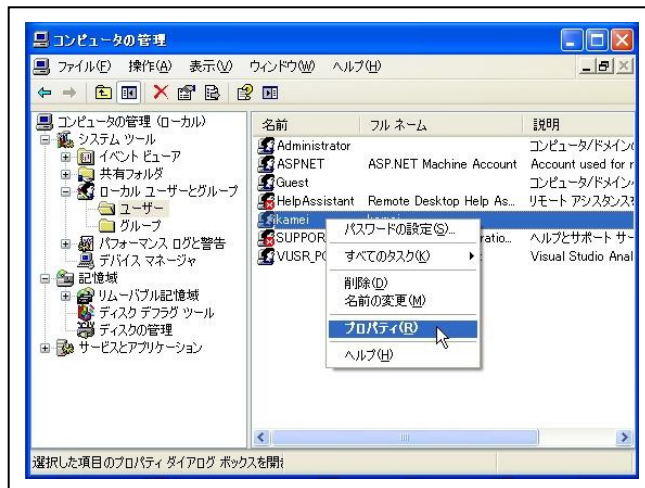 コンピュータの管理
ファイル(F) 操作(A) 表示(V) ウィンドウ(W) ヘルプ(H)
コンピュータの管理 (ローカル)
システム ツール
イベント ビューア
共有フォルダ
ローカル ユーザーとグループ
ユーザー
グループ
パフォーマンス ログと警告
デバイス マネージャ
記憶域
リムーバブル記憶域
ディスク デフラグ ツール
ディスクの管理
サービスとアプリケーション
名前 フル ネーム 説明
Administrator コンピュータ/ドメイン
ASPNET ASP.NET Machine Account Account used for r
Guest コンピュータ/ドメイン
HelpAssistant Remote Desktop Help As... リモート アシスタンス
kamei
SUPPOR ratio... ヘルプとサポート サー
VUSR_P Visual Studio Anal
パスワードの設定(S)...
すべてのタスク(K)
削除(D)
名前の変更(M)
プロパティ(R)
ヘルプ(H)
選択した項目のプロパティ ダイアログ ボックスを開